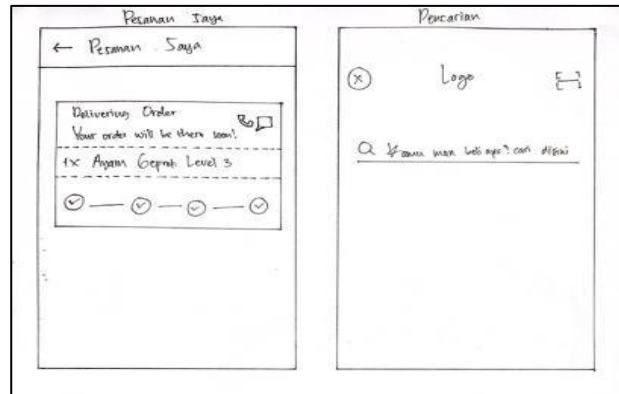 Pesanan Saya
← Pesanan Saya
Delivering Order
Your order will be there soon!
1x Ayam Geprek Level 3
Pencarian
Logo
Kamu mau beli apa? cari disini